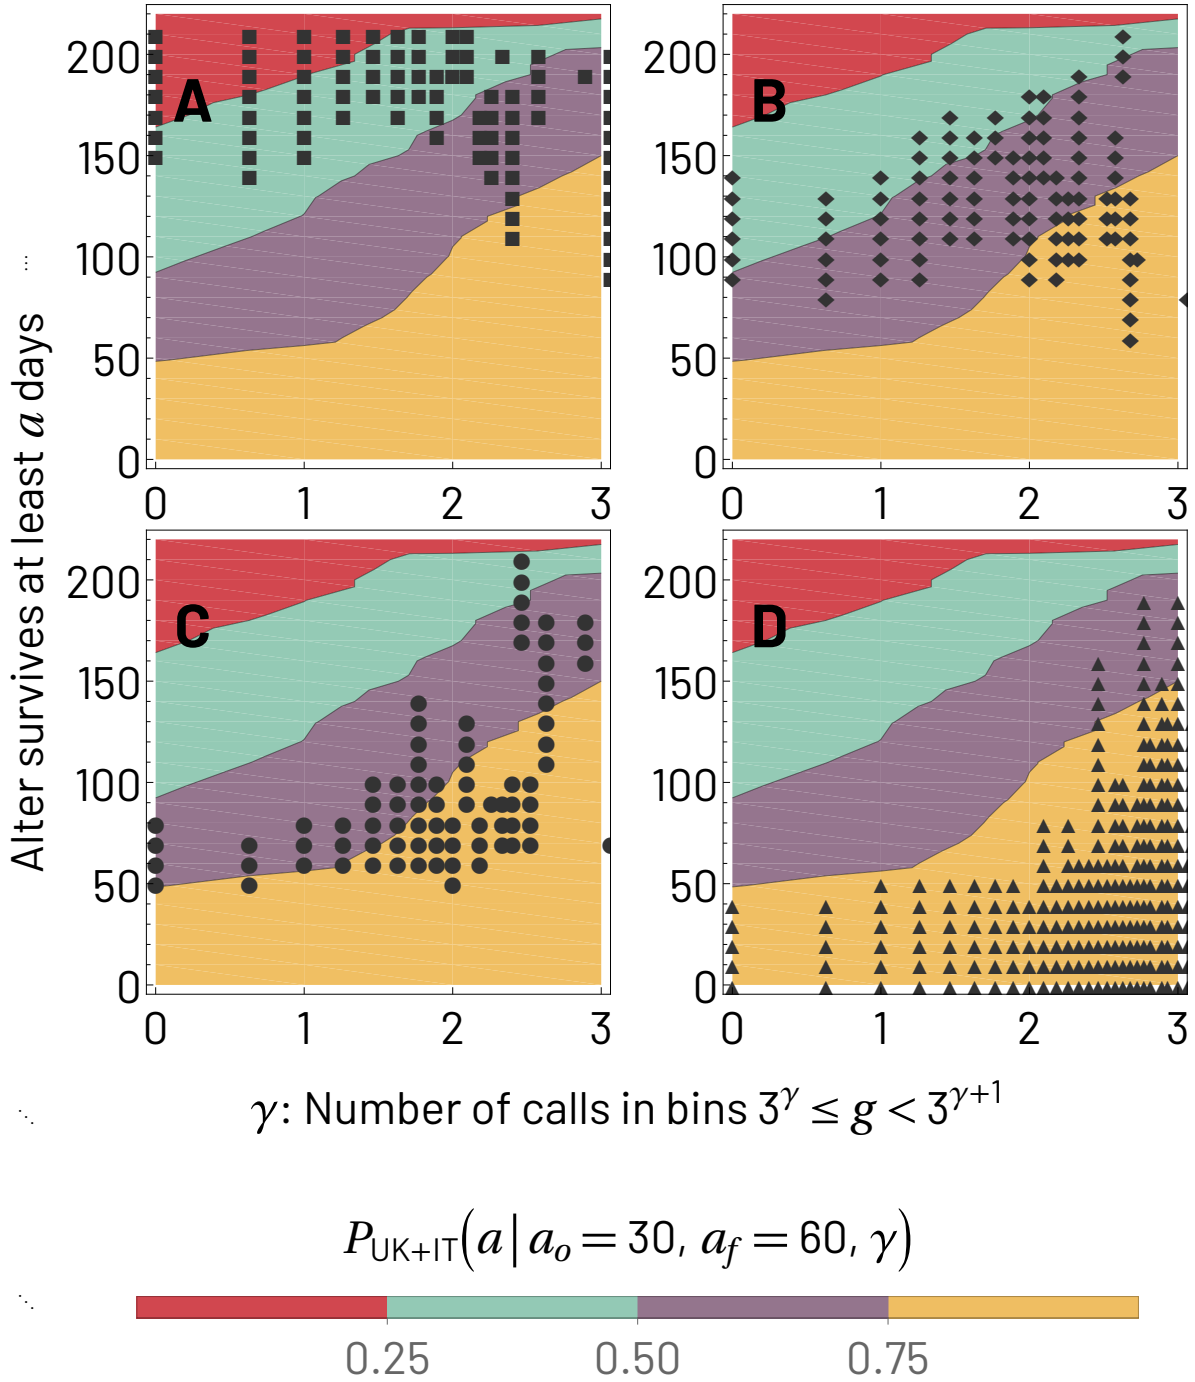 A
B
200
150
100
50
0
0 1 2 3
200
150
100
50
0
0 1 2 3
C
D
200
150
100
50
0
0 1 2 3
200
150
100
50
0
0 1 2 3
Alter survives at least a days ...
γ: Number of calls in bins 3^γ ≤ g < 3^{γ+1}
P_{UK+IT}(a | a_o = 30, a_f = 60, γ)
0.25 0.50 0.75